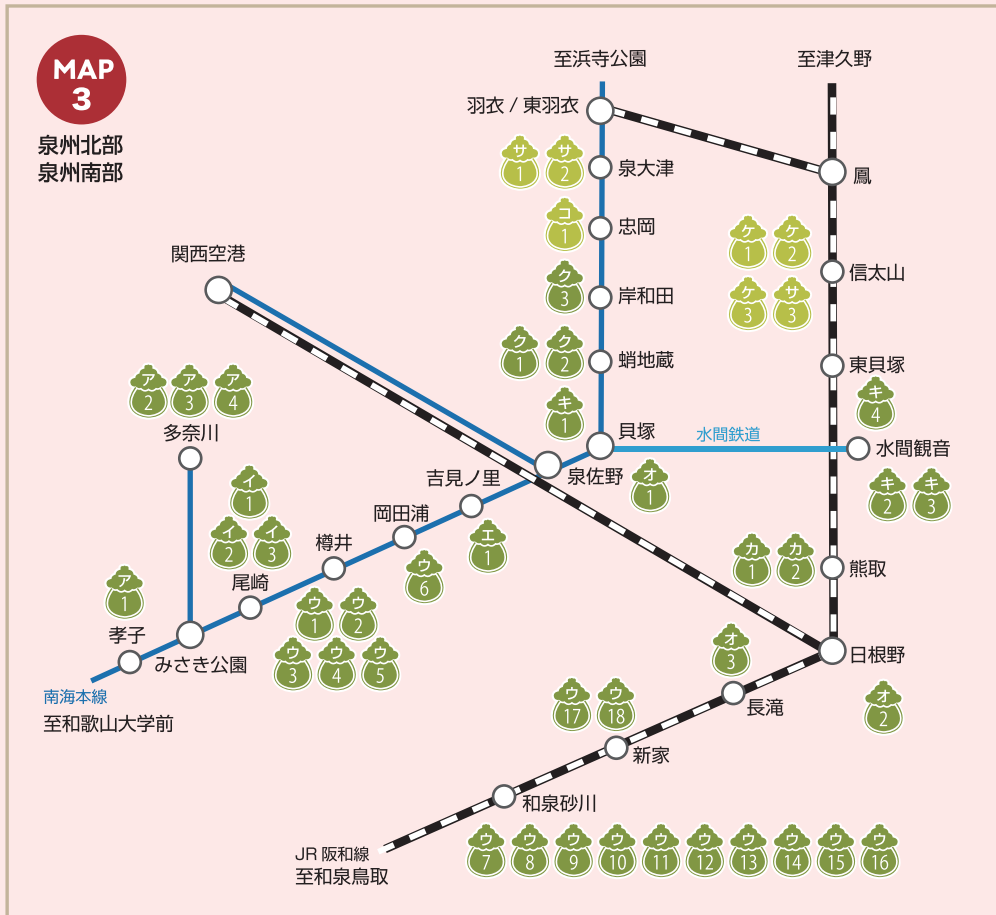 MAP
3
泉州北部
泉州南部
至浜寺公園
至津久野
羽衣 / 東羽衣
鳳
サ
1
サ
2
泉大津
コ
1
忠岡
ケ
1
ケ
2
信太山
関西空港
ク
3
岸和田
ケ
3
サ
3
ク
1
ク
2
蛸地蔵
東貝塚
ア
2
ア
3
ア
4
キ
1
キ
4
多奈川
貝塚
水間鉄道
水間観音
吉見ノ里
泉佐野
オ
1
キ
2
キ
3
イ
1
岡田浦
イ
2
イ
3
樽井
エ
1
カ
1
カ
2
熊取
ア
1
尾崎
ウ
6
孝子
みさき公園
ウ
1
ウ
2
ウ
3
ウ
4
ウ
5
オ
3
日根野
南海本線
至和歌山大学前
ウ
17
ウ
18
長滝
オ
2
新家
和泉砂川
JR 阪和線
至和泉鳥取
ウ
7
ウ
8
ウ
9
ウ
10
ウ
11
ウ
12
ウ
13
ウ
14
ウ
15
ウ
16